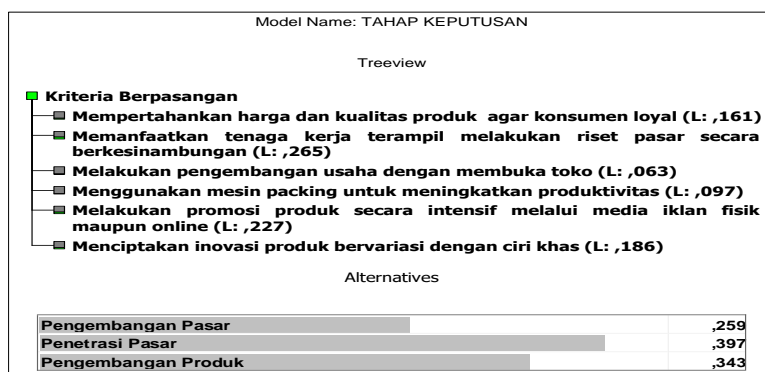 Model Name: TAHAP KEPUTUSAN
Treeview
Kriteria Berpasangan
Mempertahankan harga dan kualitas produk agar konsumen loyal (L: ,161)
Memanfaatkan tenaga kerja terampil melakukan riset pasar secara
berkesinambungan (L: ,265)
Melakukan pengembangan usaha dengan membuka toko (L: ,063)
Menggunakan mesin packing untuk meningkatkan produktivitas (L: ,097)
Melakukan promosi produk secara intensif melalui media iklan fisik
maupun online (L: ,227)
Menciptakan inovasi produk bervariasi dengan ciri khas (L: ,186)
Alternatives
Pengembangan Pasar ,259
Penetrasi Pasar ,397
Pengembangan Produk ,343